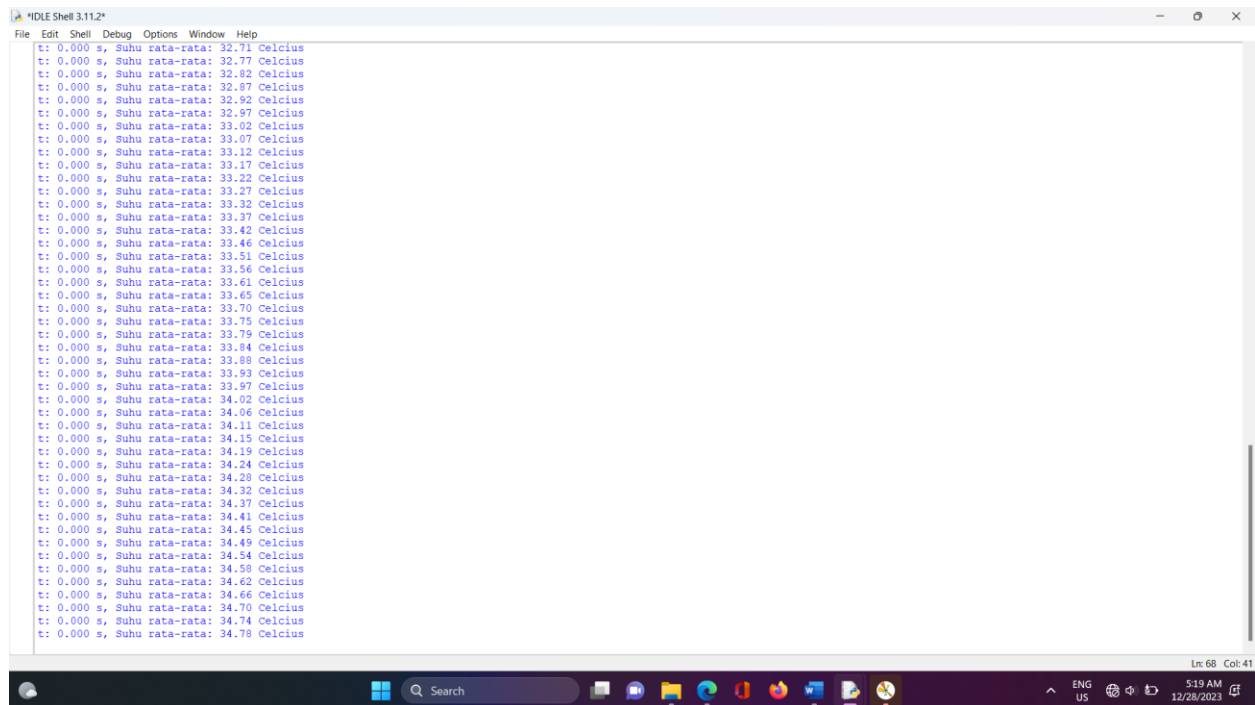 *IDLE Shell 3.11.2*
File Edit Shell Debug Options Window Help
t: 0.000 s, Suhu rata-rata: 32.71 Celcius
t: 0.000 s, Suhu rata-rata: 32.77 Celcius
t: 0.000 s, Suhu rata-rata: 32.82 Celcius
t: 0.000 s, Suhu rata-rata: 32.87 Celcius
t: 0.000 s, Suhu rata-rata: 32.92 Celcius
t: 0.000 s, Suhu rata-rata: 32.97 Celcius
t: 0.000 s, Suhu rata-rata: 33.02 Celcius
t: 0.000 s, Suhu rata-rata: 33.07 Celcius
t: 0.000 s, Suhu rata-rata: 33.12 Celcius
t: 0.000 s, Suhu rata-rata: 33.17 Celcius
t: 0.000 s, Suhu rata-rata: 33.22 Celcius
t: 0.000 s, Suhu rata-rata: 33.27 Celcius
t: 0.000 s, Suhu rata-rata: 33.32 Celcius
t: 0.000 s, Suhu rata-rata: 33.37 Celcius
t: 0.000 s, Suhu rata-rata: 33.42 Celcius
t: 0.000 s, Suhu rata-rata: 33.46 Celcius
t: 0.000 s, Suhu rata-rata: 33.51 Celcius
t: 0.000 s, Suhu rata-rata: 33.56 Celcius
t: 0.000 s, Suhu rata-rata: 33.61 Celcius
t: 0.000 s, Suhu rata-rata: 33.65 Celcius
t: 0.000 s, Suhu rata-rata: 33.70 Celcius
t: 0.000 s, Suhu rata-rata: 33.75 Celcius
t: 0.000 s, Suhu rata-rata: 33.79 Celcius
t: 0.000 s, Suhu rata-rata: 33.84 Celcius
t: 0.000 s, Suhu rata-rata: 33.88 Celcius
t: 0.000 s, Suhu rata-rata: 33.93 Celcius
t: 0.000 s, Suhu rata-rata: 33.97 Celcius
t: 0.000 s, Suhu rata-rata: 34.02 Celcius
t: 0.000 s, Suhu rata-rata: 34.06 Celcius
t: 0.000 s, Suhu rata-rata: 34.11 Celcius
t: 0.000 s, Suhu rata-rata: 34.15 Celcius
t: 0.000 s, Suhu rata-rata: 34.19 Celcius
t: 0.000 s, Suhu rata-rata: 34.24 Celcius
t: 0.000 s, Suhu rata-rata: 34.28 Celcius
t: 0.000 s, Suhu rata-rata: 34.32 Celcius
t: 0.000 s, Suhu rata-rata: 34.37 Celcius
t: 0.000 s, Suhu rata-rata: 34.41 Celcius
t: 0.000 s, Suhu rata-rata: 34.45 Celcius
t: 0.000 s, Suhu rata-rata: 34.49 Celcius
t: 0.000 s, Suhu rata-rata: 34.54 Celcius
t: 0.000 s, Suhu rata-rata: 34.58 Celcius
t: 0.000 s, Suhu rata-rata: 34.62 Celcius
t: 0.000 s, Suhu rata-rata: 34.66 Celcius
t: 0.000 s, Suhu rata-rata: 34.70 Celcius
t: 0.000 s, Suhu rata-rata: 34.74 Celcius
t: 0.000 s, Suhu rata-rata: 34.78 Celcius
Ln: 68 Col: 41
Search
ENG
US
5:19 AM
12/28/2023